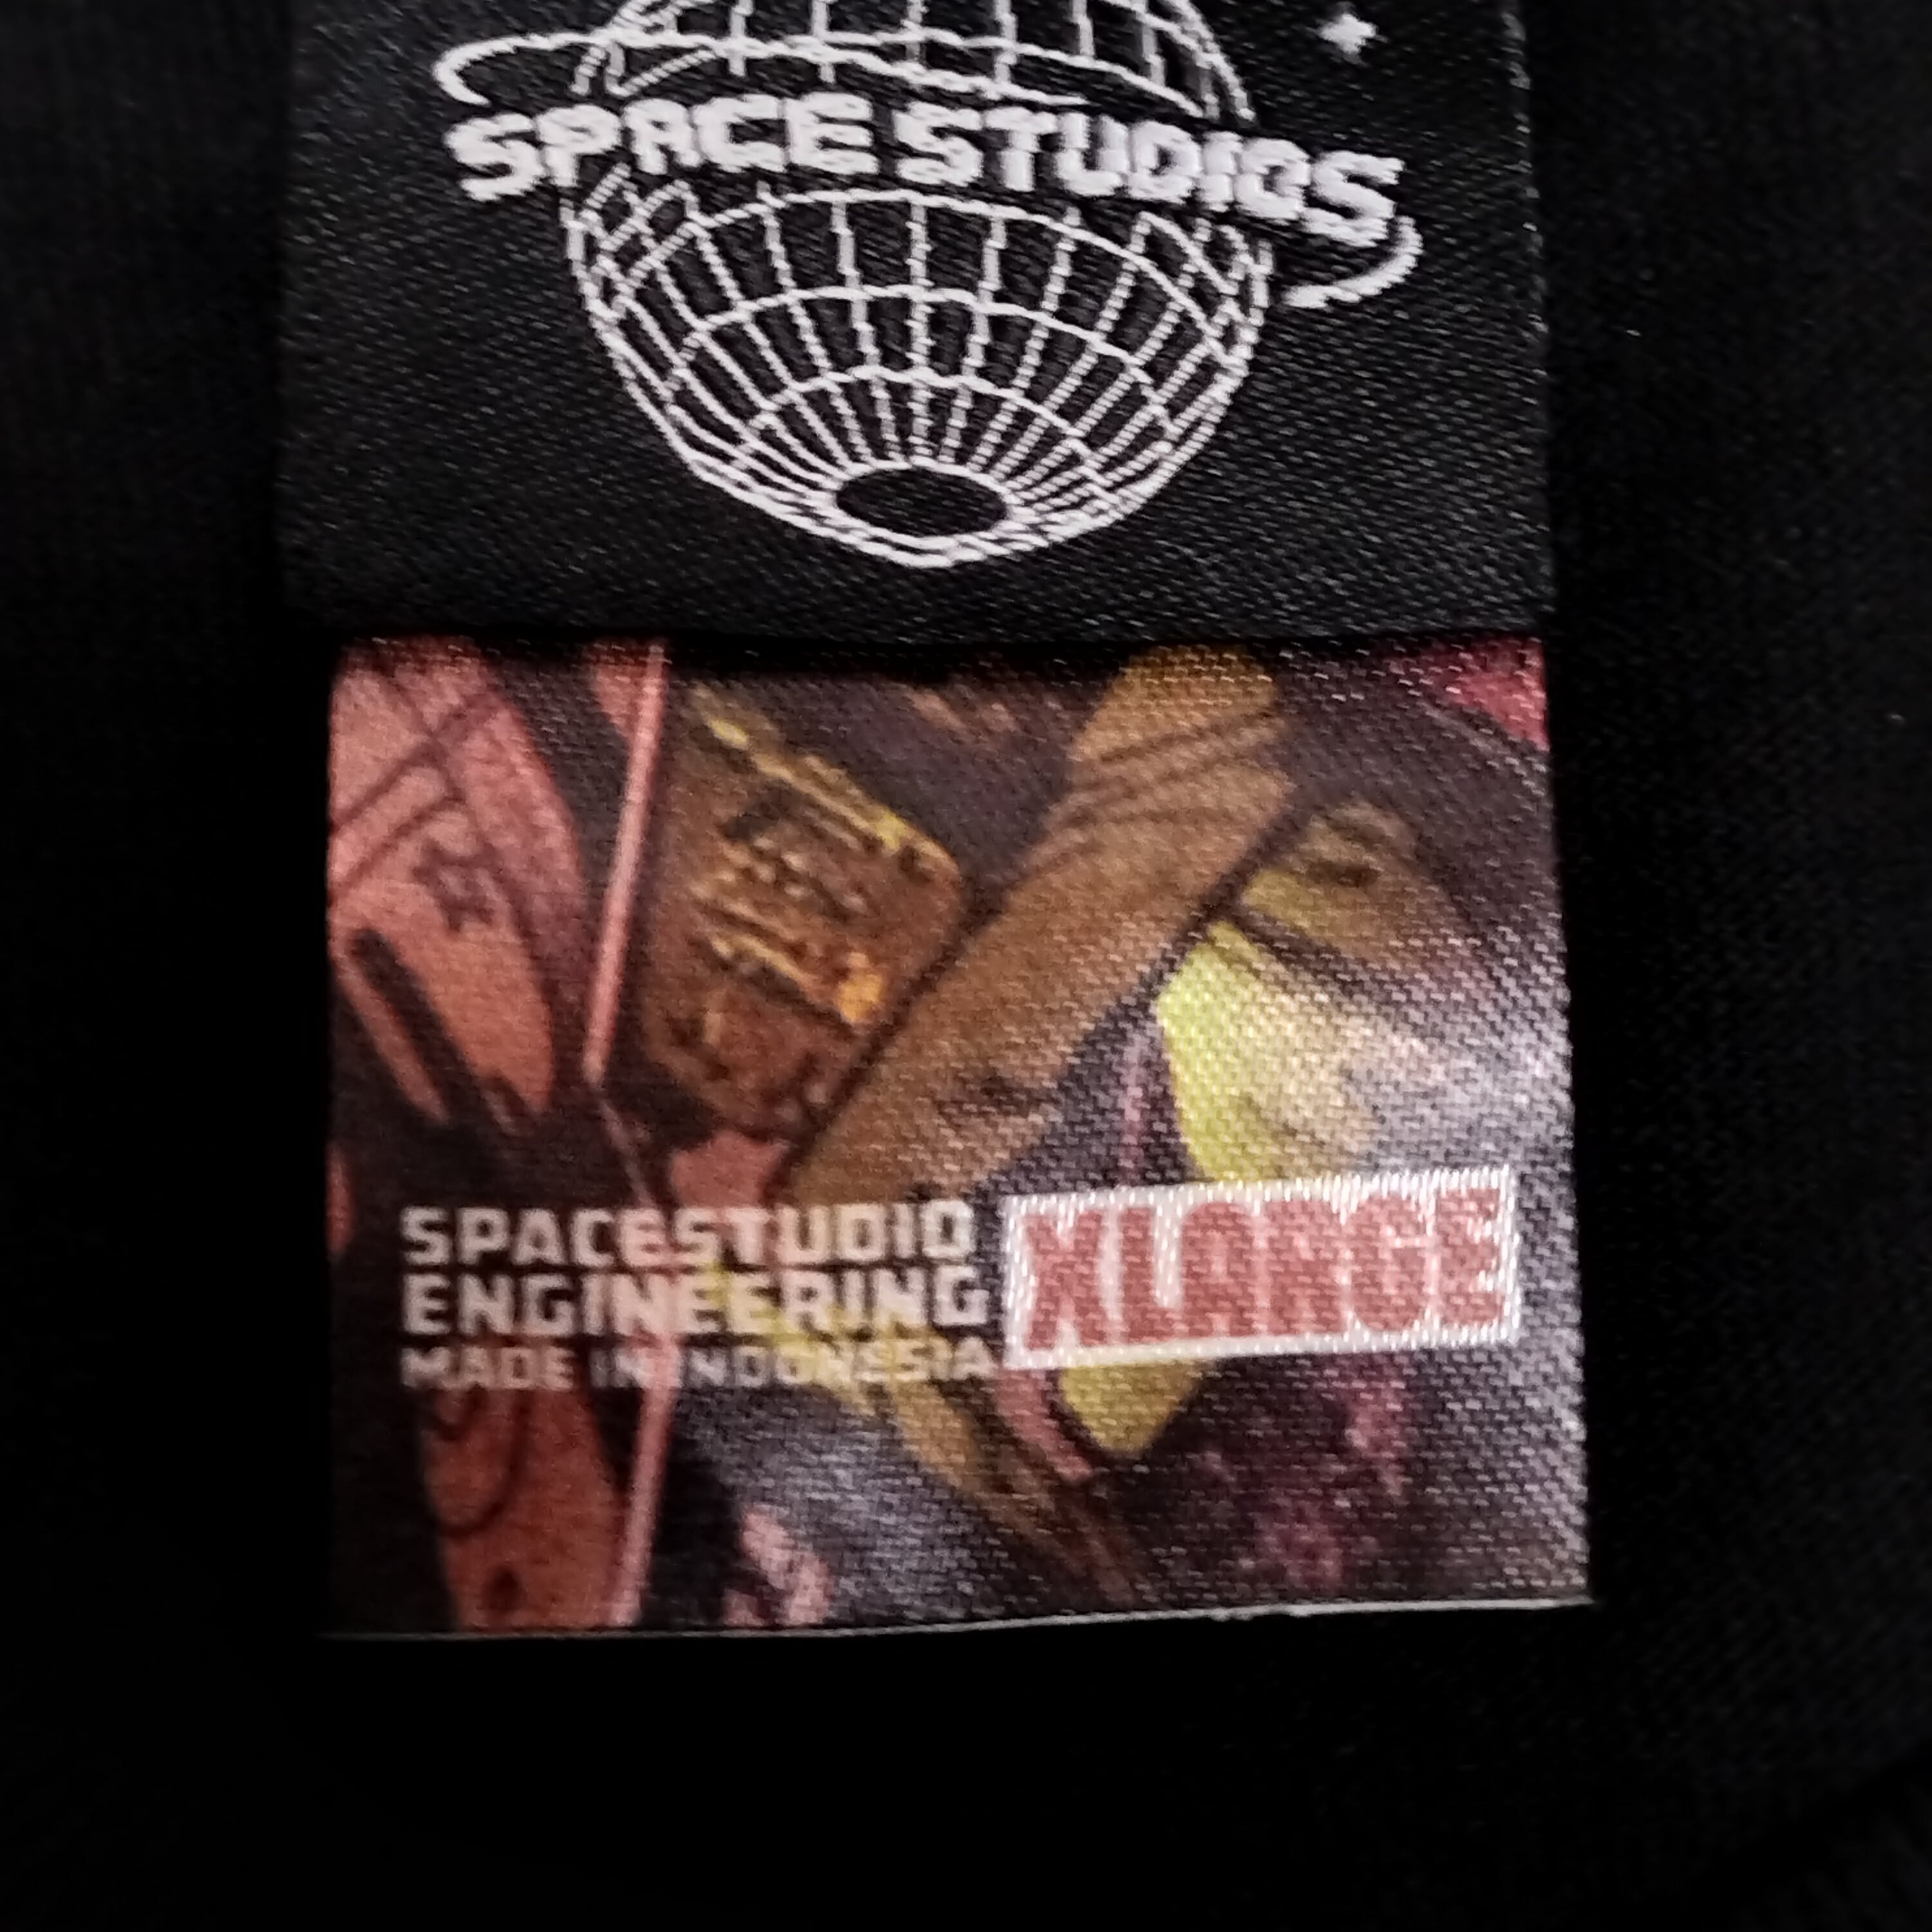 SPACE STUDIOS
SPACESTUDIO
ENGINEERING
MADE IN INDONESIA
XLARGE